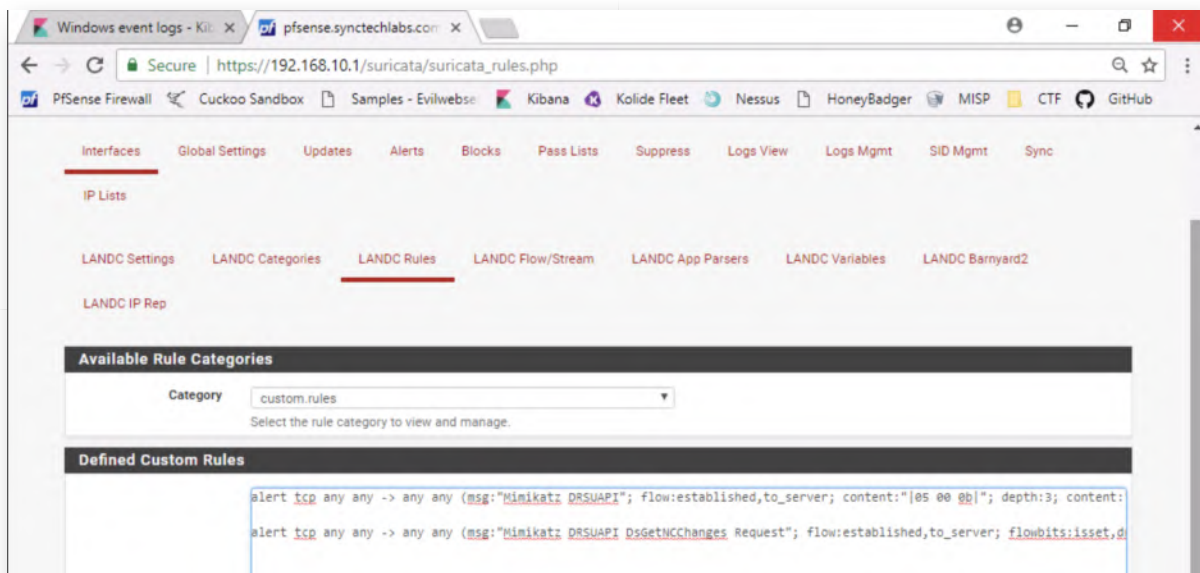 Windows event logs - Kib
pfsense.synctechlabs.com
Secure | https://192.168.10.1/suricata/suricata_rules.php
PfSense Firewall Cuckoo Sandbox Samples - Evilwebse Kibana Kolide Fleet Nessus HoneyBadger MISP CTF GitHub
Interfaces Global Settings Updates Alerts Blocks Pass Lists Suppress Logs View Logs Mgmt SID Mgmt Sync
IP Lists
LANDC Settings LANDC Categories LANDC Rules LANDC Flow/Stream LANDC App Parsers LANDC Variables LANDC Barnyard2
LANDC IP Rep
Available Rule Categories
Category custom.rules
Select the rule category to view and manage.
Defined Custom Rules
alert tcp any any -> any any (msg:"Mimikatz DRSUAPI"; flow:established,to_server; content:"|05 00 0b|"; depth:3; content:
alert tcp any any -> any any (msg:"Mimikatz DRSUAPI DsGetNCChanges Request"; flow:established,to_server; flowbits:isset,d